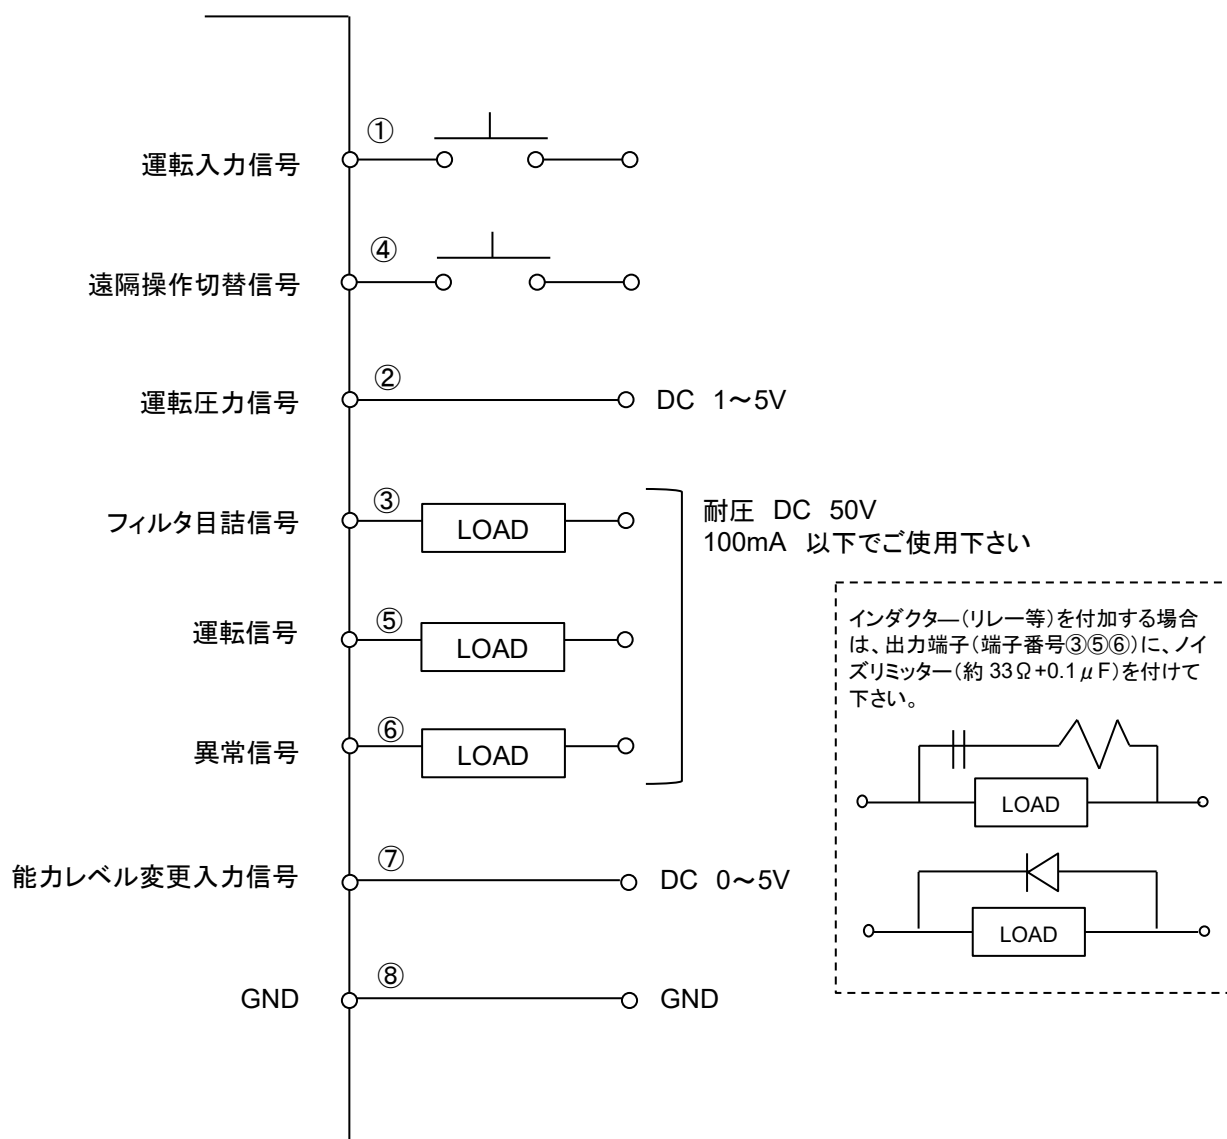 ①
運転入力信号
④
遠隔操作切替信号
②
運転圧力信号
DC 1～5V
③
フィルタ目詰信号
LOAD
耐圧 DC 50V
100mA 以下でご使用下さい
⑤
運転信号
LOAD
⑥
異常信号
LOAD
インダクタ―(リレー等)を付加する場合
は、出力端子(端子番号③⑤⑥)に、ノイ
ズリミッター(約 33Ω+0.1μF)を付けて
下さい。
LOAD
LOAD
⑦
能力レベル変更入力信号
DC 0～5V
⑧
GND
GND